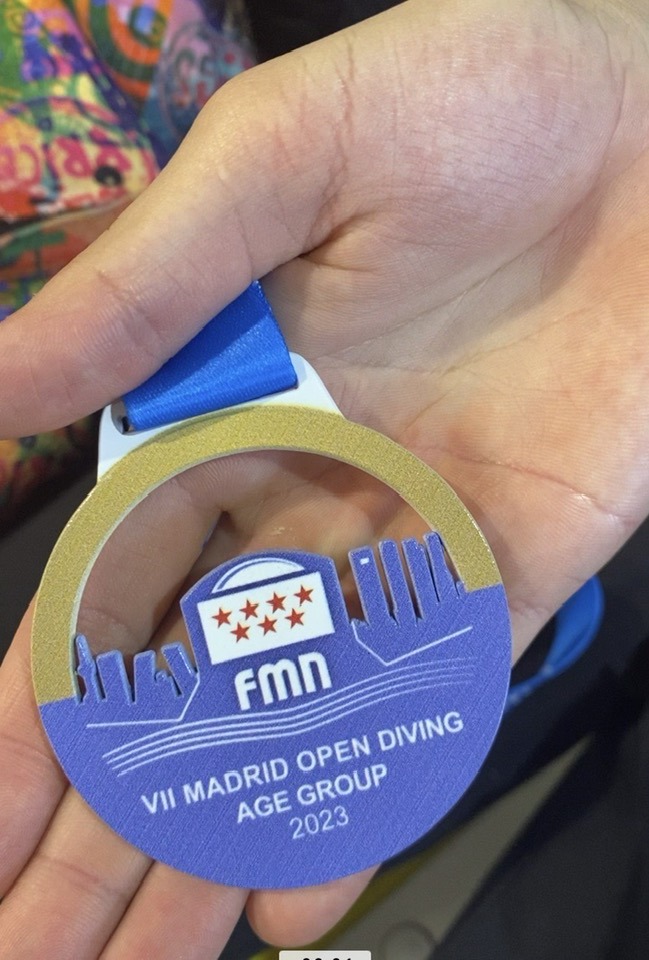 fmn
VII MADRID OPEN DIVING
AGE GROUP
2023